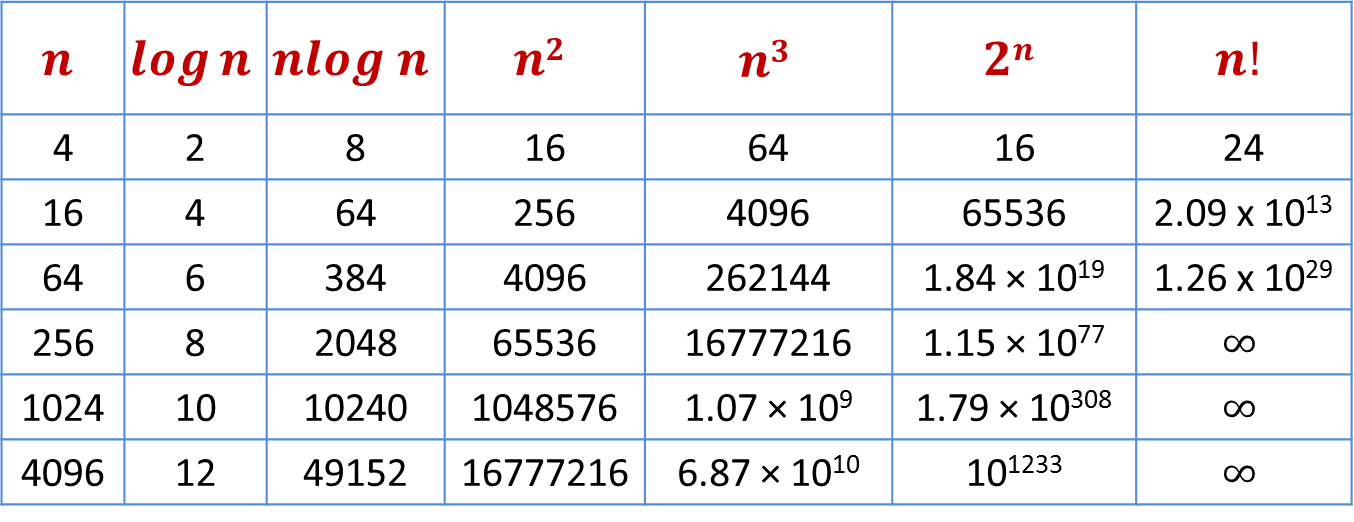 n log n nlog n n² n³ 2ⁿ n!
4 2 8 16 64 16 24
16 4 64 256 4096 65536 2.09 x 10¹³
64 6 384 4096 262144 1.84 × 10¹⁹ 1.26 x 10²⁹
256 8 2048 65536 16777216 1.15 × 10⁷⁷ ∞
1024 10 10240 1048576 1.07 × 10⁹ 1.79 × 10³⁰⁸ ∞
4096 12 49152 16777216 6.87 × 10¹⁰ 10¹²³³ ∞